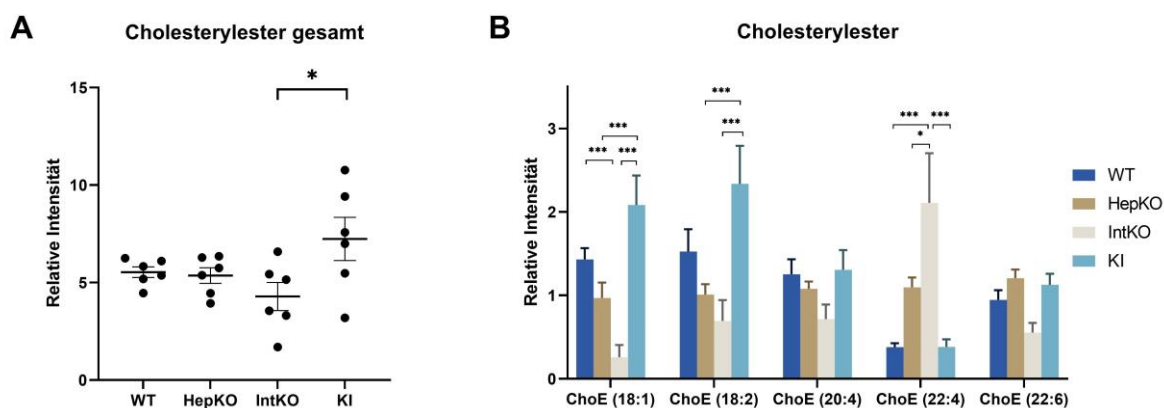 A
Cholesterylester gesamt
Relative Intensität
15
10
5
0
*
WT HepKO IntKO KI
B
Cholesterylester
Relative Intensität
3
2
1
0
*** *** *** ***
*** *** *** *** *
ChoE (18:1) ChoE (18:2) ChoE (20:4) ChoE (22:4) ChoE (22:6)
WT
HepKO
IntKO
KI